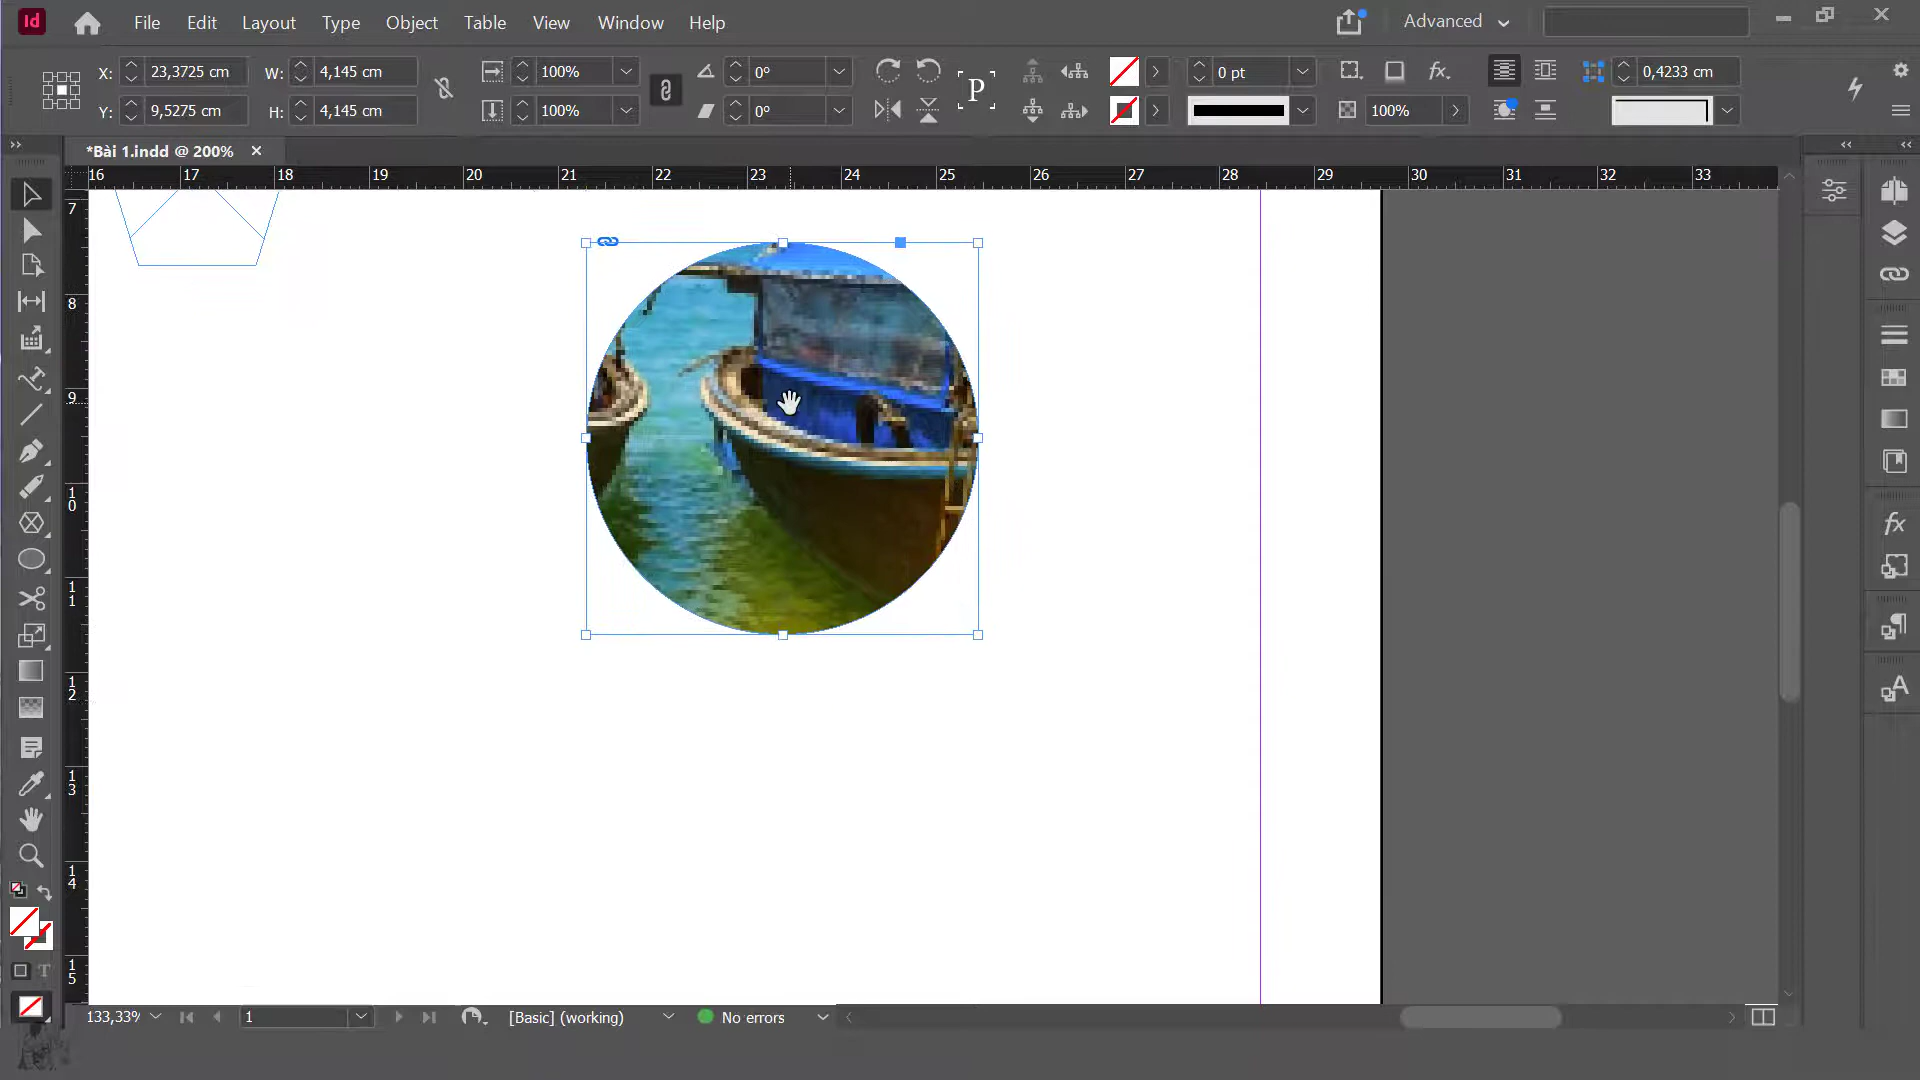 Id File Edit Layout Type Object Table View Window Help Advanced
X: 23,3725 cm W: 4,145 cm 100% 0° 0 pt fx. 0,4233 cm
Y: 9,5275 cm H: 4,145 cm 100% 0° P 100%
*Bài 1.indd @ 200%
16 17 18 19 20 21 22 23 24 25 26 27 28 29 30 31 32 33
7
8
9
10
11
12
13
14
15
fx
A
T
133,33% 1 [Basic] (working) No errors